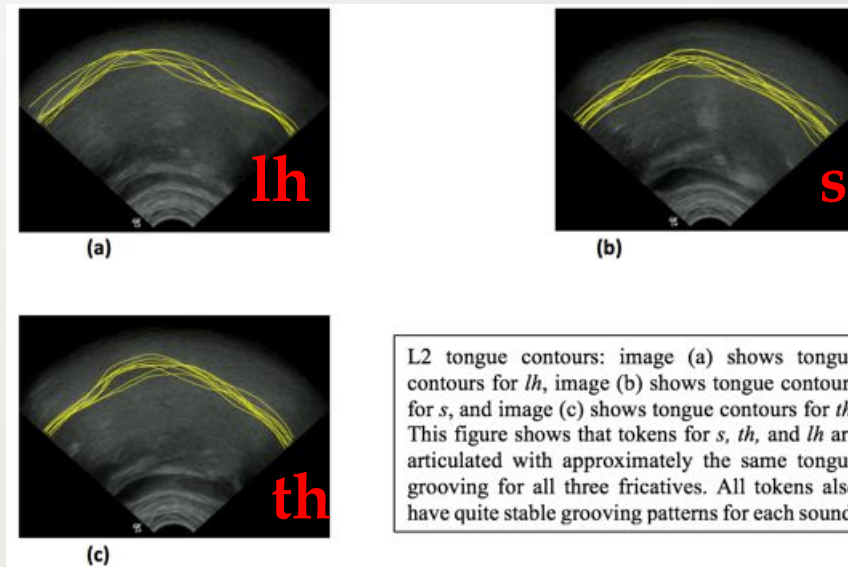 lh
(a)
s
(b)
th
(c)
L2 tongue contours: image (a) shows tongu
contours for lh, image (b) shows tongue contour
for s, and image (c) shows tongue contours for th
This figure shows that tokens for s, th, and lh ar
articulated with approximately the same tongu
grooving for all three fricatives. All tokens als
have quite stable grooving patterns for each sound